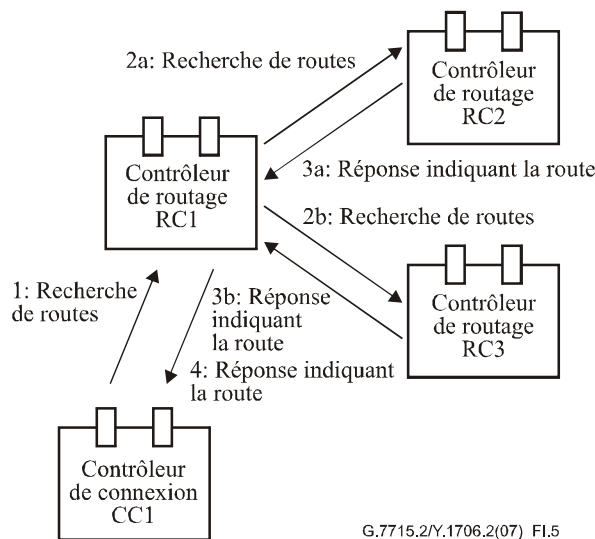 2a: Recherche de routes
Contrôleur
de routage
RC2
Contrôleur
de routage
RC1
3a: Réponse indiquant la route
2b: Recherche de routes
1: Recherche
de routes
3b: Réponse
indiquant
la route
Contrôleur
de routage
RC3
4: Réponse indiquant
la route
Contrôleur
de connexion
CC1
G.7715.2/Y.1706.2(07)_FI.5